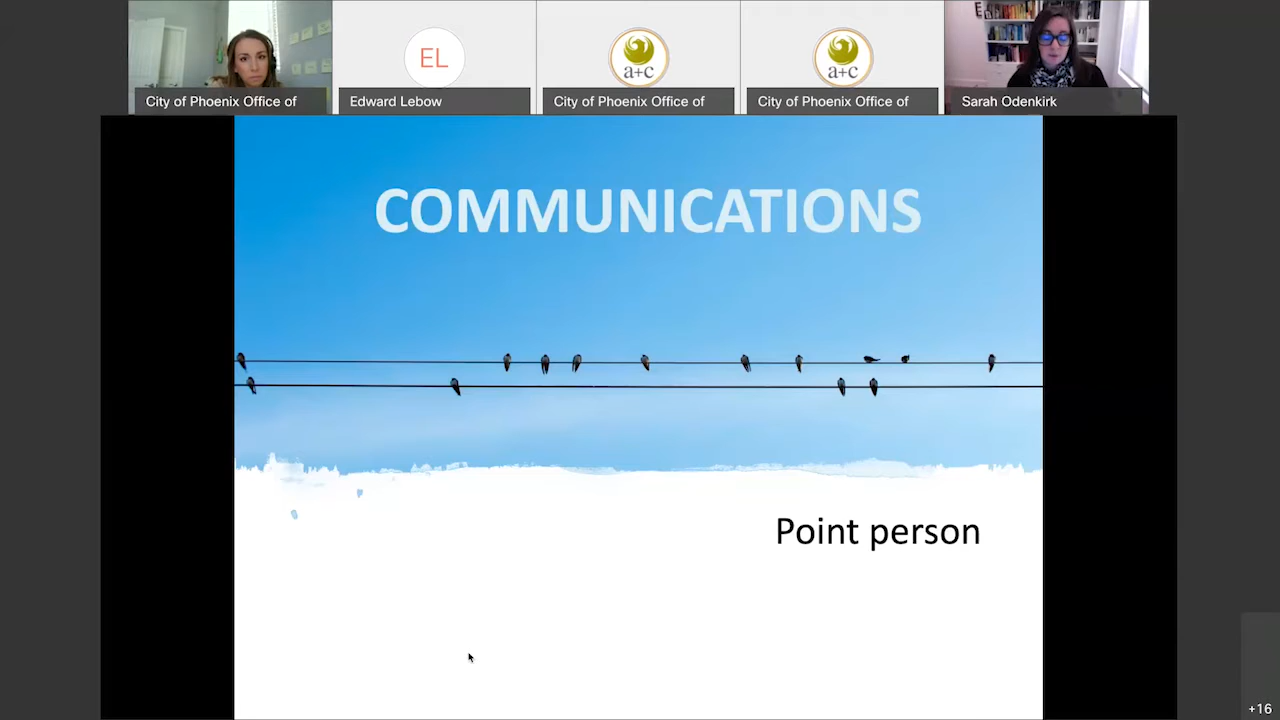 EL
a+c
a+c
City of Phoenix Office of
Edward Lebow
City of Phoenix Office of
City of Phoenix Office of
Sarah Odenkirk
COMMUNICATIONS
Point person
+16